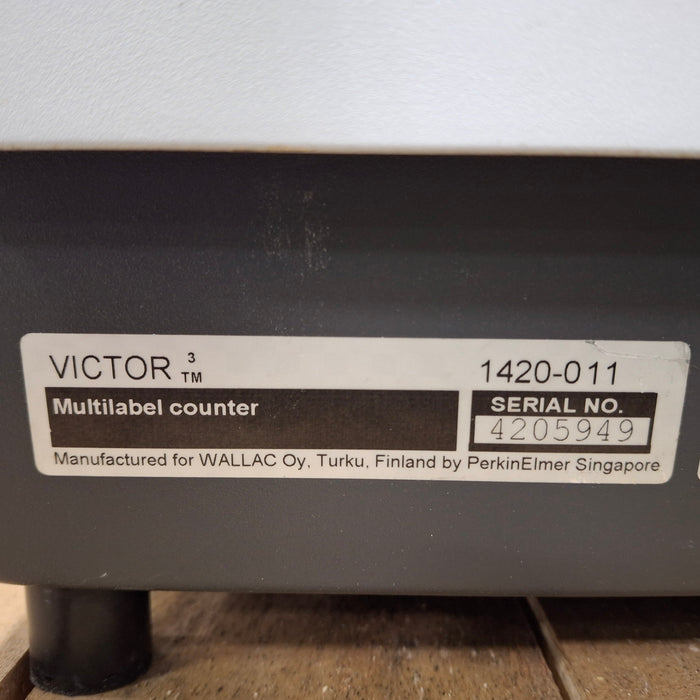 VICTOR 3 TM 1420-011
Multilabel counter SERIAL NO.
4205949
Manufactured for WALLAC Oy, Turku, Finland by PerkinElmer Singapore